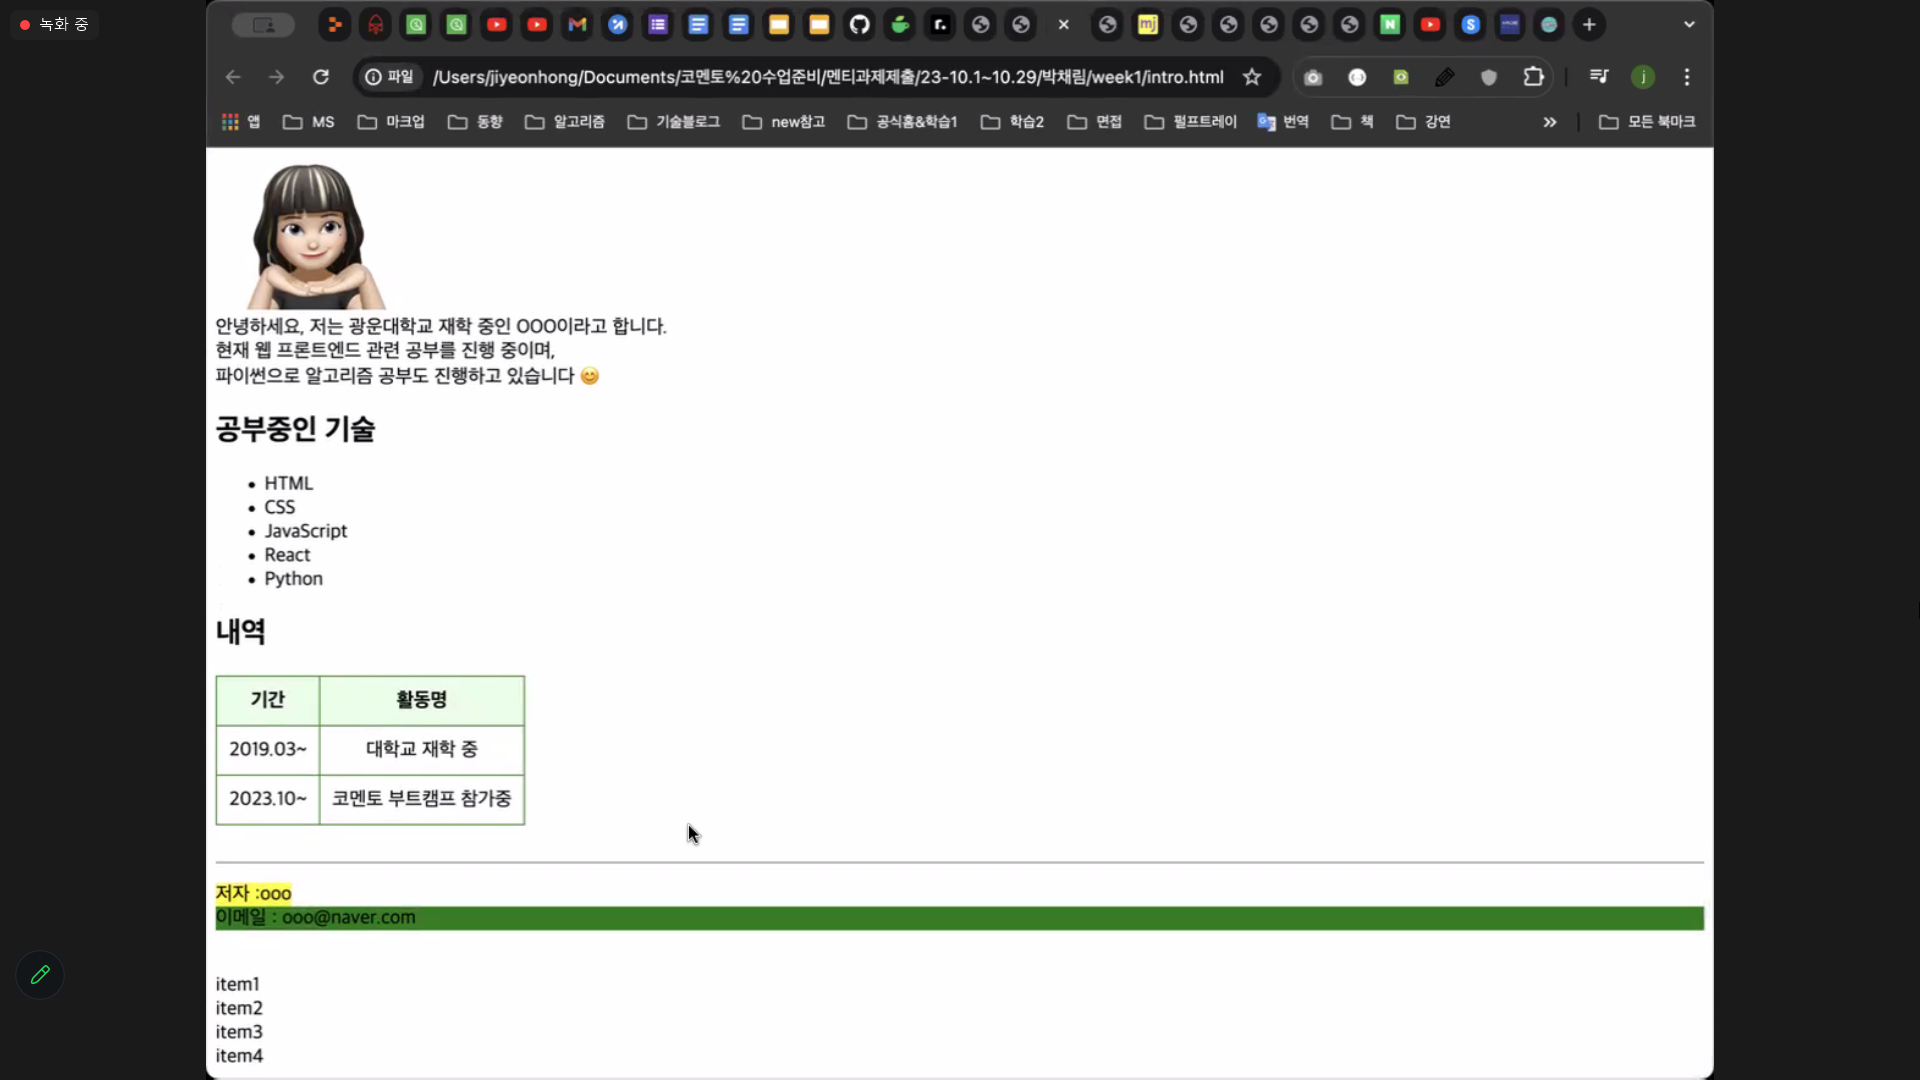 녹화 중
mj
N
S
파일 /Users/jiyeonhong/Documents/코멘토%20수업준비/멘티과제제출/23-10.1~10.29/박채림/week1/intro.html
j
앱 MS 마크업 동향 알고리즘 기술블로그 new참고 공식홈&학습1 학습2 면접 펄프트레이 번역 책 강연 » 모든 북마크
안녕하세요, 저는 광운대학교 재학 중인 OOO이라고 합니다.
현재 웹 프론트엔드 관련 공부를 진행 중이며,
파이썬으로 알고리즘 공부도 진행하고 있습니다 😊
공부중인 기술
• HTML
• CSS
• JavaScript
• React
• Python
내역
기간 활동명
2019.03~ 대학교 재학 중
2023.10~ 코멘토 부트캠프 참가중
저자 :ooo
이메일 : ooo@naver.com
item1
item2
item3
item4